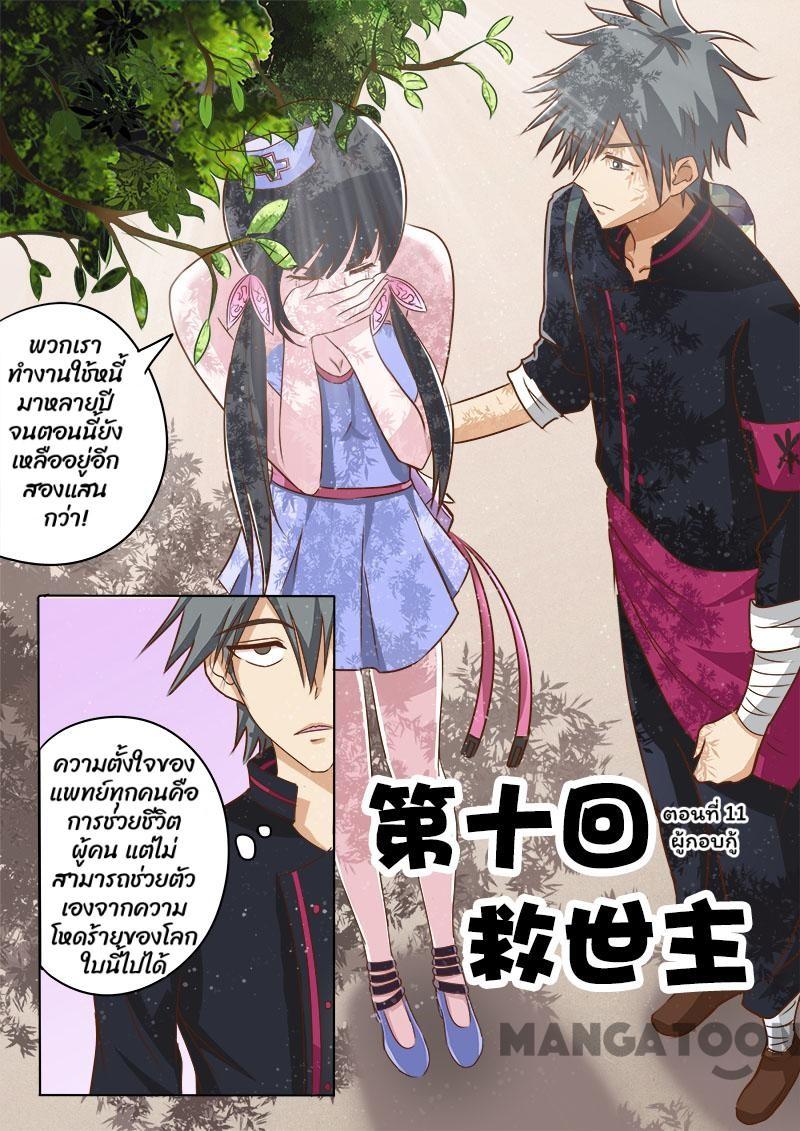 พวกเรา
ทำงานใช้หนี้
มาหลายปี
จนตอนนี้ยัง
เหลืออยู่อีก
สองแสน
กว่า!
ความตั้งใจของ
แพทย์ทุกคนคือ
การช่วยชีวิต
ผู้คน แต่ไม่
สามารถช่วยตัว
เองจากความ
โหดร้ายของโลก
ใบนี้ไปได้
第十回
ตอนที่ 11
ผู้กอบกู้
救世主
MANGATOON